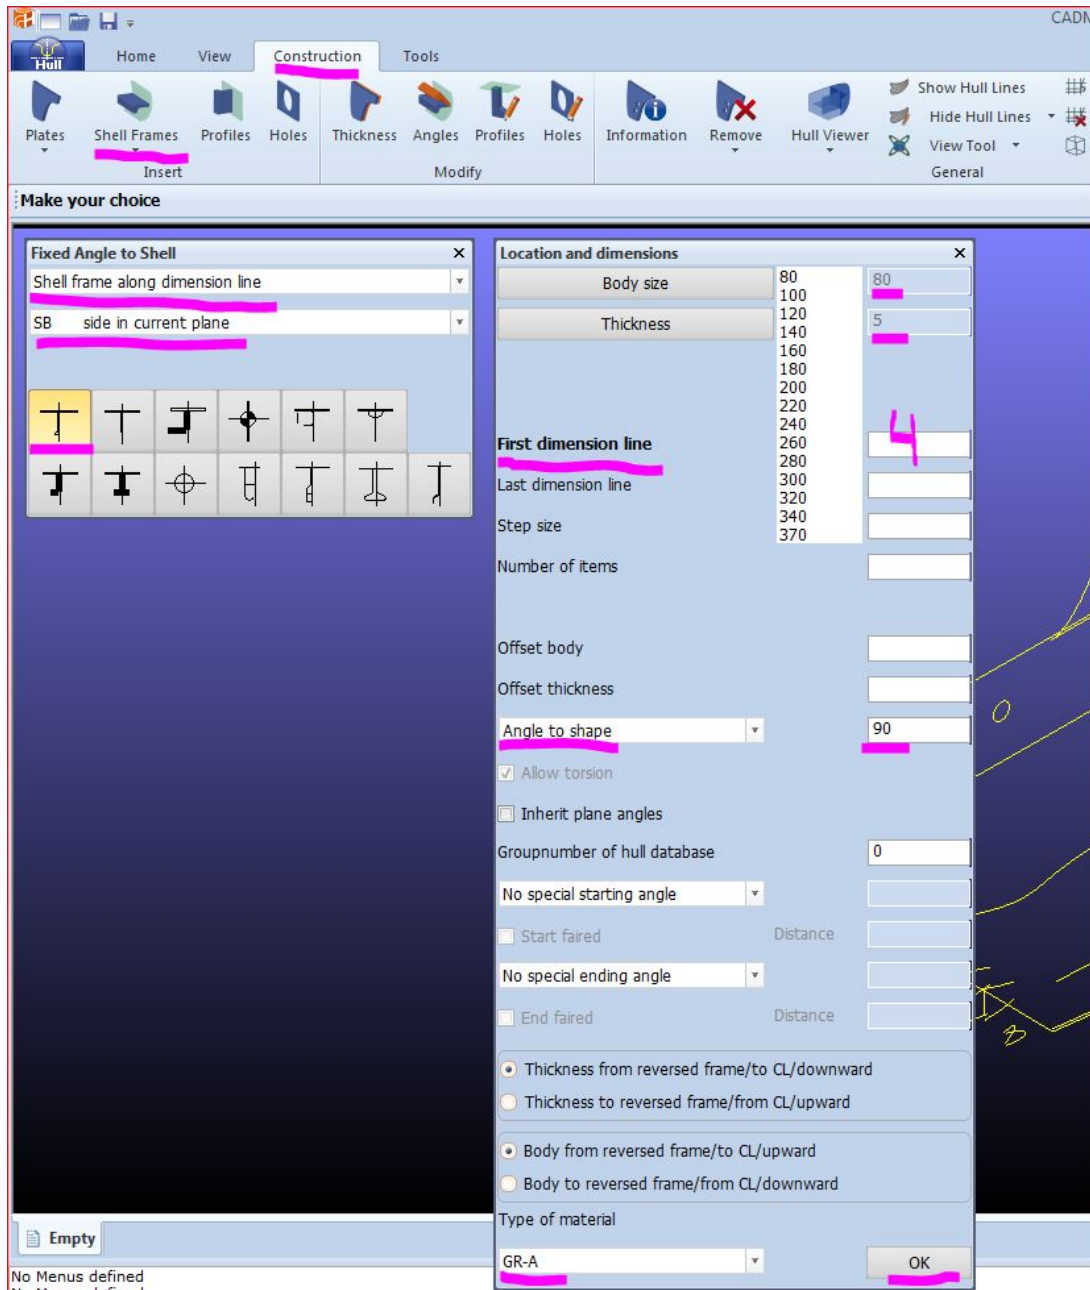 CADM
Hull
Home View Construction Tools
Plates Shell Frames Profiles Holes Thickness Angles Profiles Holes Information Remove Hull Viewer
Show Hull Lines
Hide Hull Lines
View Tool
Insert Modify General
Make your choice
Fixed Angle to Shell
Shell frame along dimension line
SB side in current plane
Location and dimensions
Body size 80
Thickness 5
80
100
120
140
160
180
200
220
240
260
280
300
320
340
370
First dimension line 4
Last dimension line
Step size
Number of items
Offset body
Offset thickness
Angle to shape 90
Allow torsion
Inherit plane angles
Groupnumber of hull database 0
No special starting angle
Start faired Distance
No special ending angle
End faired Distance
Thickness from reversed frame/to CL/downward
Thickness to reversed frame/from CL/upward
Body from reversed frame/to CL/upward
Body to reversed frame/from CL/downward
Type of material
GR-A OK
Empty
No Menus defined